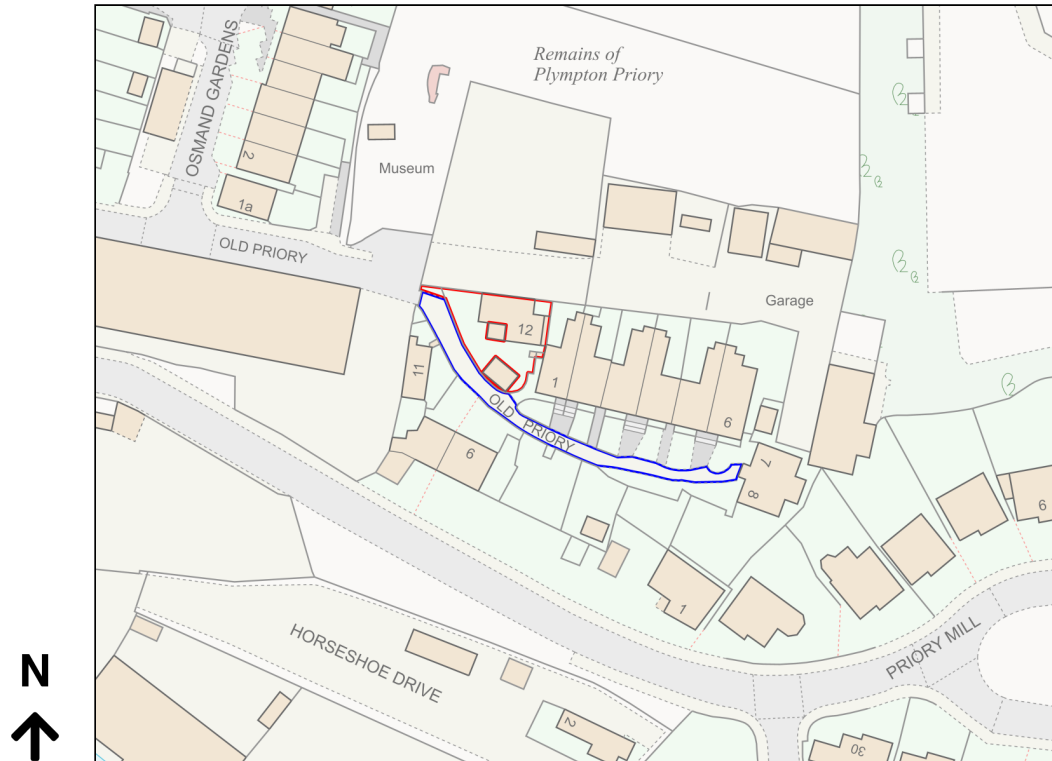 OSMAND GARDENS
Remains of
Plympton Priory
Museum
2
1a
OLD PRIORY
Garage
12
11
1
6
OLD PRIORY
6
7
8
6
1
HORSESHOE DRIVE
PRIORY MILL
2
30
N